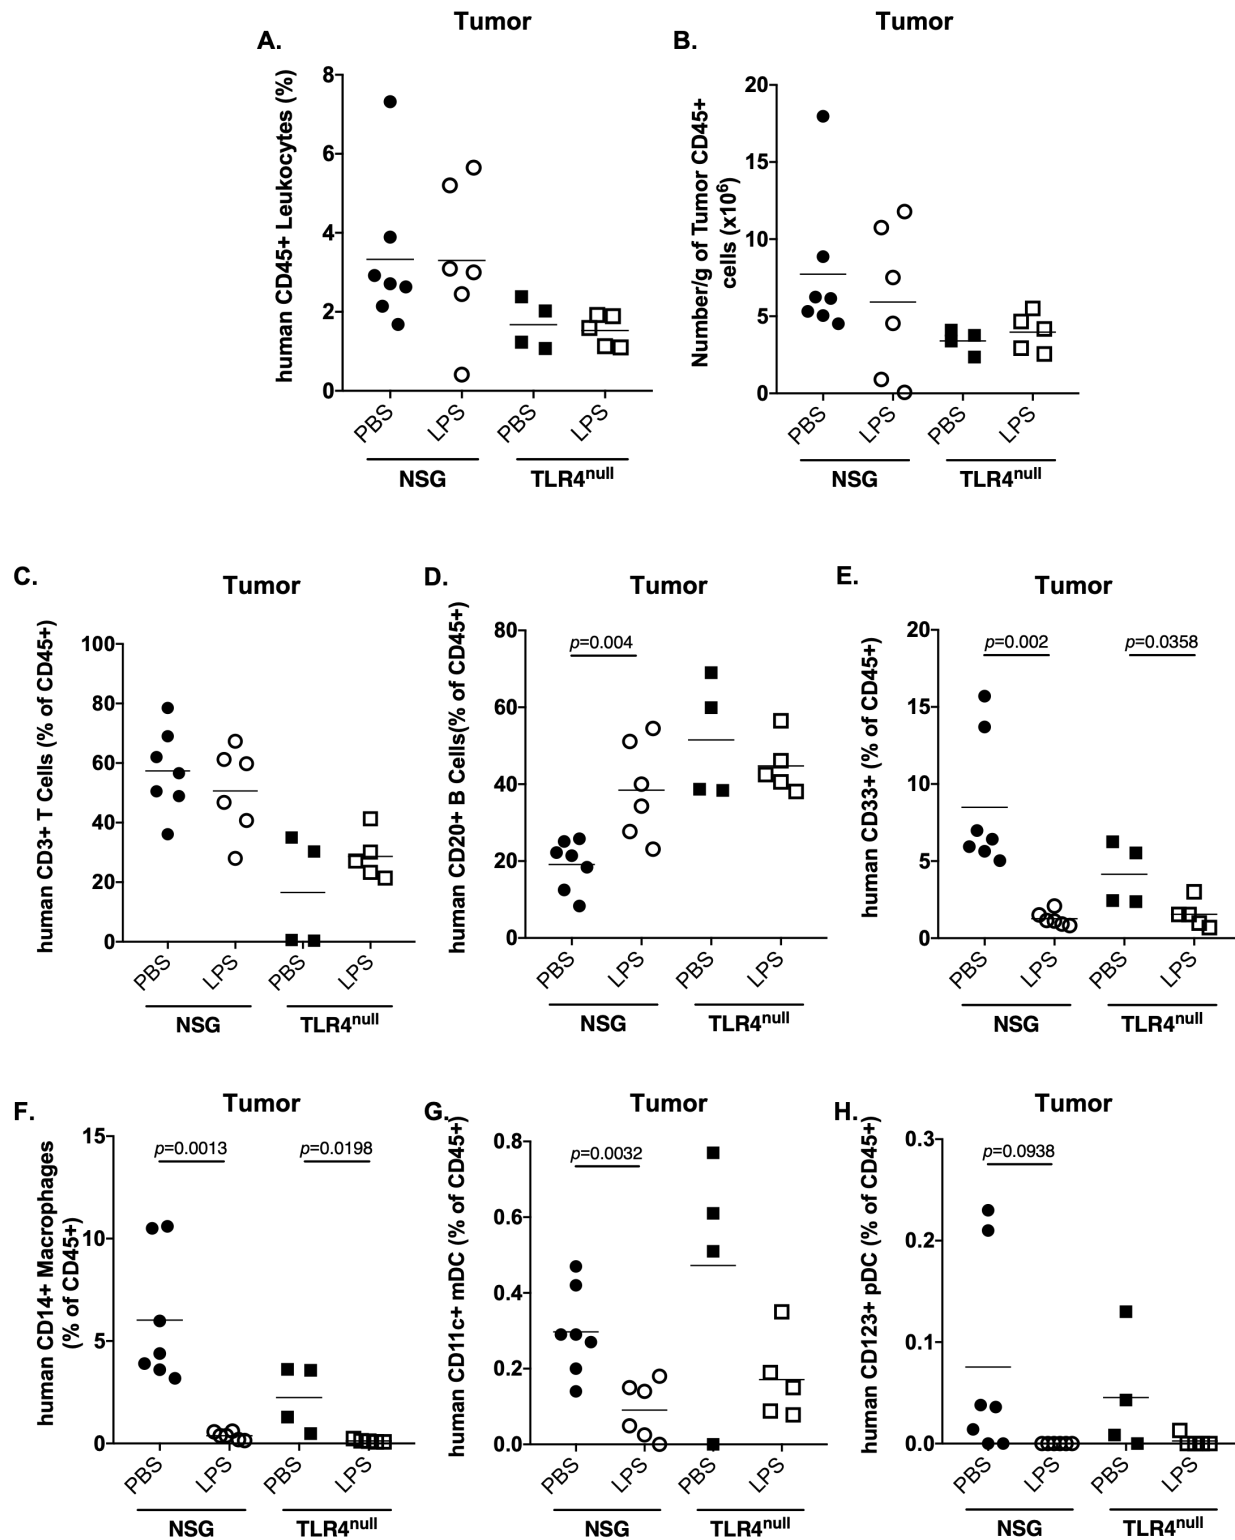 A.
Tumor
human CD45+ Leukocytes (%)
8
6
4
2
0
PBS
LPS
PBS
LPS
NSG
TLR4null
B.
Tumor
Number/g of Tumor CD45+
cells (x10⁶)
20
15
10
5
0
PBS
LPS
PBS
LPS
NSG
TLR4null
C.
Tumor
human CD3+ T Cells (% of CD45+)
100
80
60
40
20
0
PBS
LPS
PBS
LPS
NSG
TLR4null
D.
Tumor
human CD20+ B Cells(% of CD45+)
80
60
40
20
0
p=0.004
PBS
LPS
PBS
LPS
NSG
TLR4null
E.
Tumor
human CD33+ (% of CD45+)
20
15
10
5
0
p=0.002
p=0.0358
PBS
LPS
PBS
LPS
NSG
TLR4null
F.
Tumor
human CD14+ Macrophages
(% of CD45+)
15
10
5
0
p=0.0013
p=0.0198
PBS
LPS
PBS
LPS
NSG
TLR4null
G.
Tumor
human CD11c+ mDC (% of CD45+)
0.8
0.6
0.4
0.2
0.0
p=0.0032
PBS
LPS
PBS
LPS
NSG
TLR4null
H.
Tumor
human CD123+ pDC (% of CD45+)
0.3
0.2
0.1
0.0
p=0.0938
PBS
LPS
PBS
LPS
NSG
TLR4null